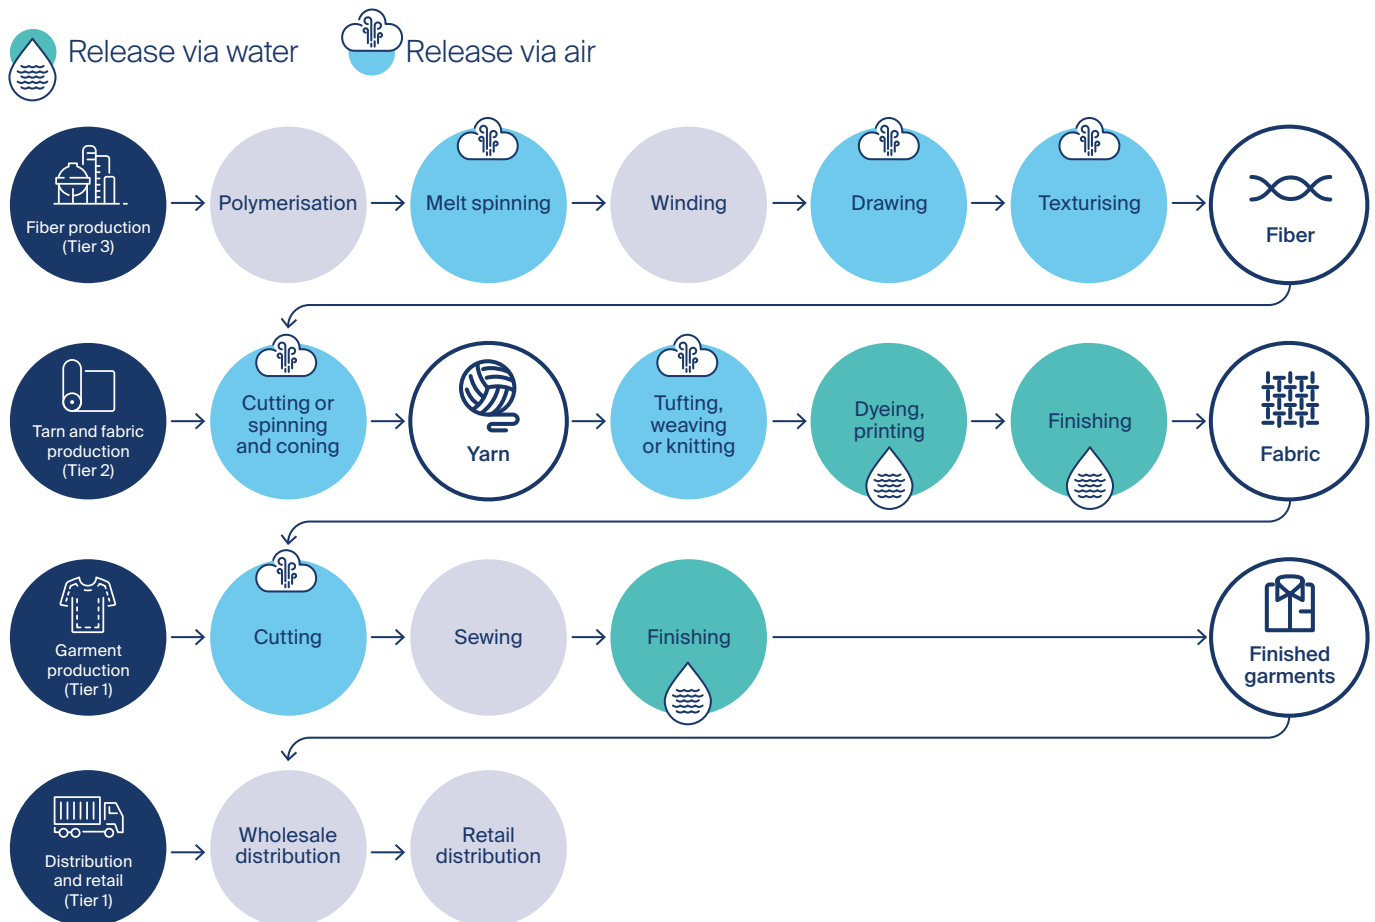 Release via water
Release via air
Fiber production
(Tier 3)
Polymerisation
Melt spinning
Winding
Drawing
Texturising
Fiber
Tarn and fabric
production
(Tier 2)
Cutting or
spinning
and coning
Yarn
Tufting,
weaving
or knitting
Dyeing,
printing
Finishing
Fabric
Garment
production
(Tier 1)
Cutting
Sewing
Finishing
Finished
garments
Distribution
and retail
(Tier 1)
Wholesale
distribution
Retail
distribution